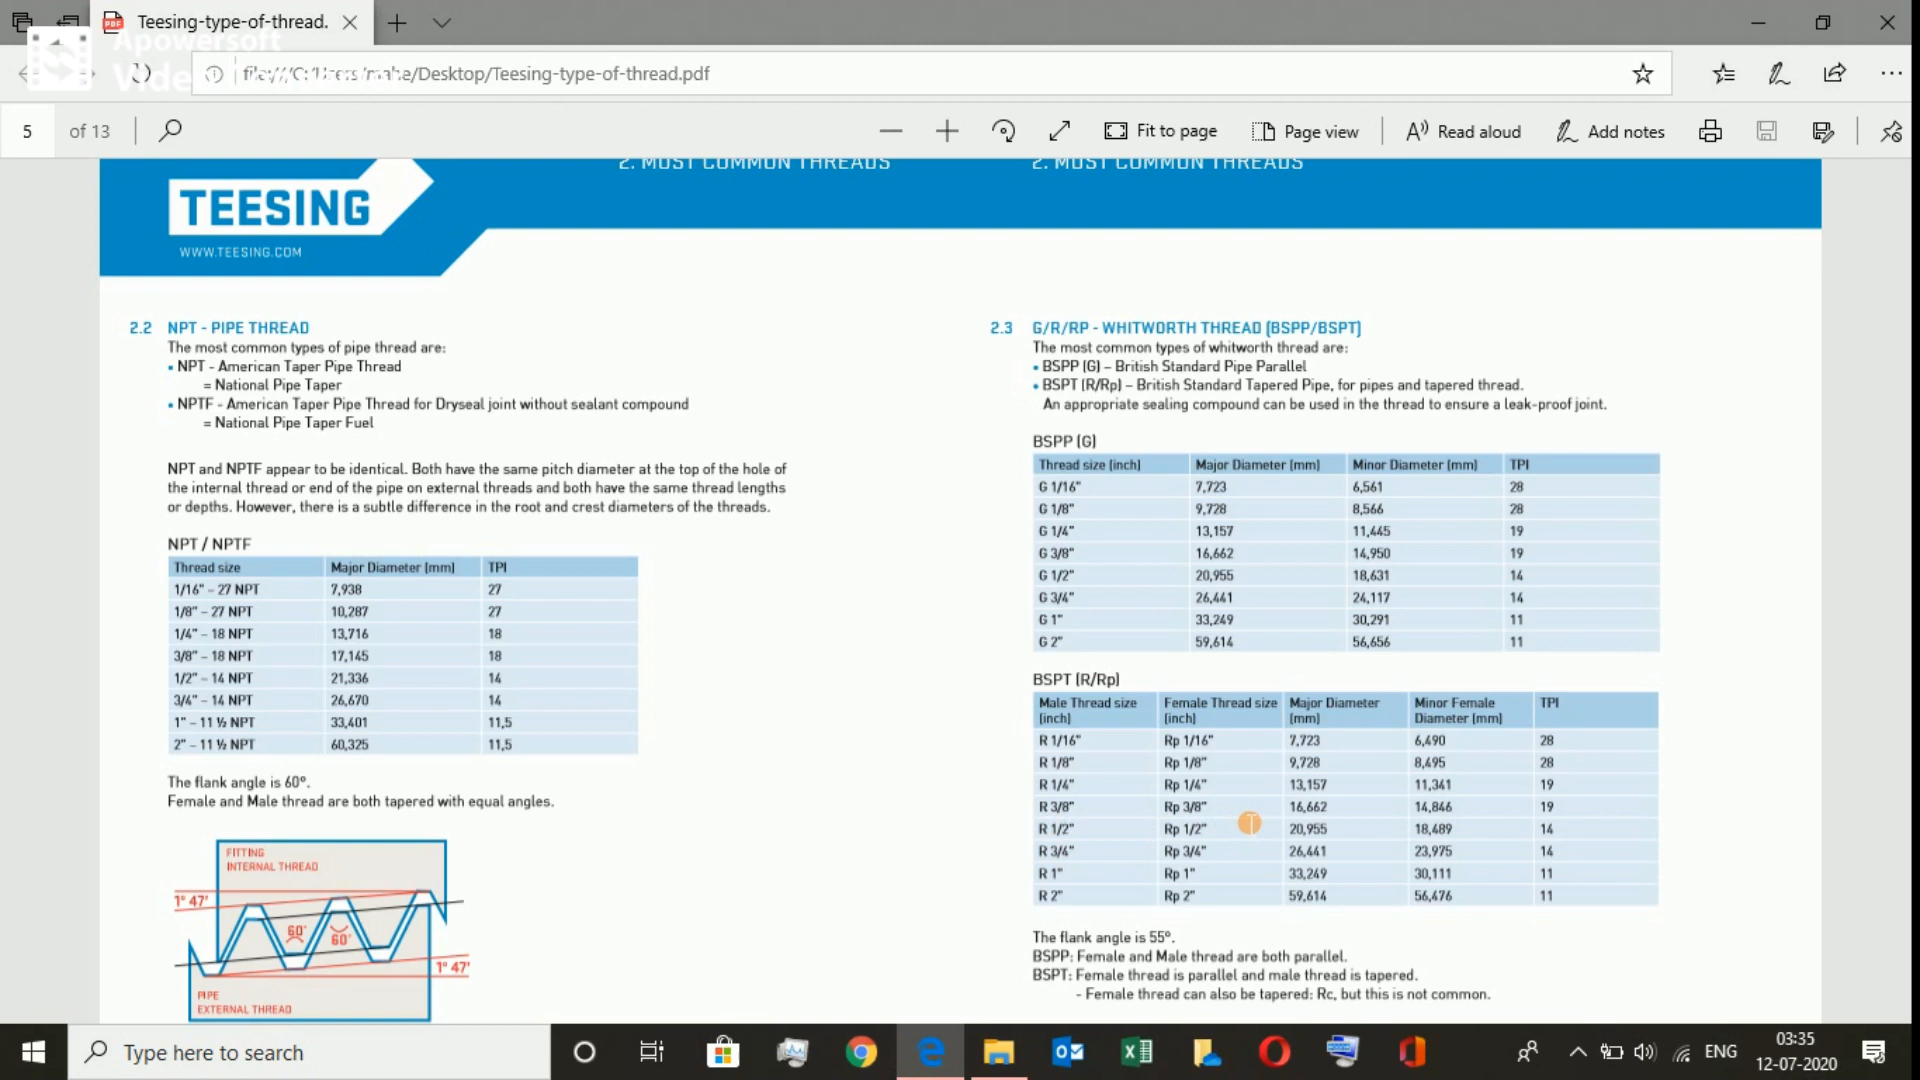 Teesing-type-of-thread.
Apowersoft
file:///C:/Users/mahe/Desktop/Teesing-type-of-thread.pdf
5 of 13
Fit to page
Page view
Read aloud
Add notes
2. MOST COMMON THREADS
2. MOST COMMON THREADS
TEESING
WWW.TEESING.COM
2.2 NPT - PIPE THREAD
The most common types of pipe thread are:
• NPT - American Taper Pipe Thread
= National Pipe Taper
• NPTF - American Taper Pipe Thread for Dryseal joint without sealant compound
= National Pipe Taper Fuel
NPT and NPTF appear to be identical. Both have the same pitch diameter at the top of the hole of
the internal thread or end of the pipe on external threads and both have the same thread lengths
or depths. However, there is a subtle difference in the root and crest diameters of the threads.
NPT / NPTF
Thread size Major Diameter (mm) TPI
1/16" – 27 NPT 7,938 27
1/8" – 27 NPT 10,287 27
1/4" – 18 NPT 13,716 18
3/8" – 18 NPT 17,145 18
1/2" – 14 NPT 21,336 14
3/4" – 14 NPT 26,670 14
1" – 11 ½ NPT 33,401 11,5
2" – 11 ½ NPT 60,325 11,5
The flank angle is 60°.
Female and Male thread are both tapered with equal angles.
FITTING
INTERNAL THREAD
1° 47'
60°
60°
1° 47'
PIPE
EXTERNAL THREAD
2.3 G/R/RP - WHITWORTH THREAD (BSPP/BSPT)
The most common types of whitworth thread are:
• BSPP (G) – British Standard Pipe Parallel
• BSPT (R/Rp) – British Standard Tapered Pipe, for pipes and tapered thread.
An appropriate sealing compound can be used in the thread to ensure a leak-proof joint.
BSPP (G)
Thread size (inch) Major Diameter (mm) Minor Diameter (mm) TPI
G 1/16" 7,723 6,561 28
G 1/8" 9,728 8,566 28
G 1/4" 13,157 11,445 19
G 3/8" 16,662 14,950 19
G 1/2" 20,955 18,631 14
G 3/4" 26,441 24,117 14
G 1" 33,249 30,291 11
G 2" 59,614 56,656 11
BSPT (R/Rp)
Male Thread size (inch) Female Thread size (inch) Major Diameter (mm) Minor Female Diameter (mm) TPI
R 1/16" Rp 1/16" 7,723 6,490 28
R 1/8" Rp 1/8" 9,728 8,495 28
R 1/4" Rp 1/4" 13,157 11,341 19
R 3/8" Rp 3/8" 16,662 14,846 19
R 1/2" Rp 1/2" 20,955 18,489 14
R 3/4" Rp 3/4" 26,441 23,975 14
R 1" Rp 1" 33,249 30,111 11
R 2" Rp 2" 59,614 56,476 11
The flank angle is 55°.
BSPP: Female and Male thread are both parallel.
BSPT: Female thread is parallel and male thread is tapered.
- Female thread can also be tapered: Rc, but this is not common.
Type here to search
ENG
03:35
12-07-2020